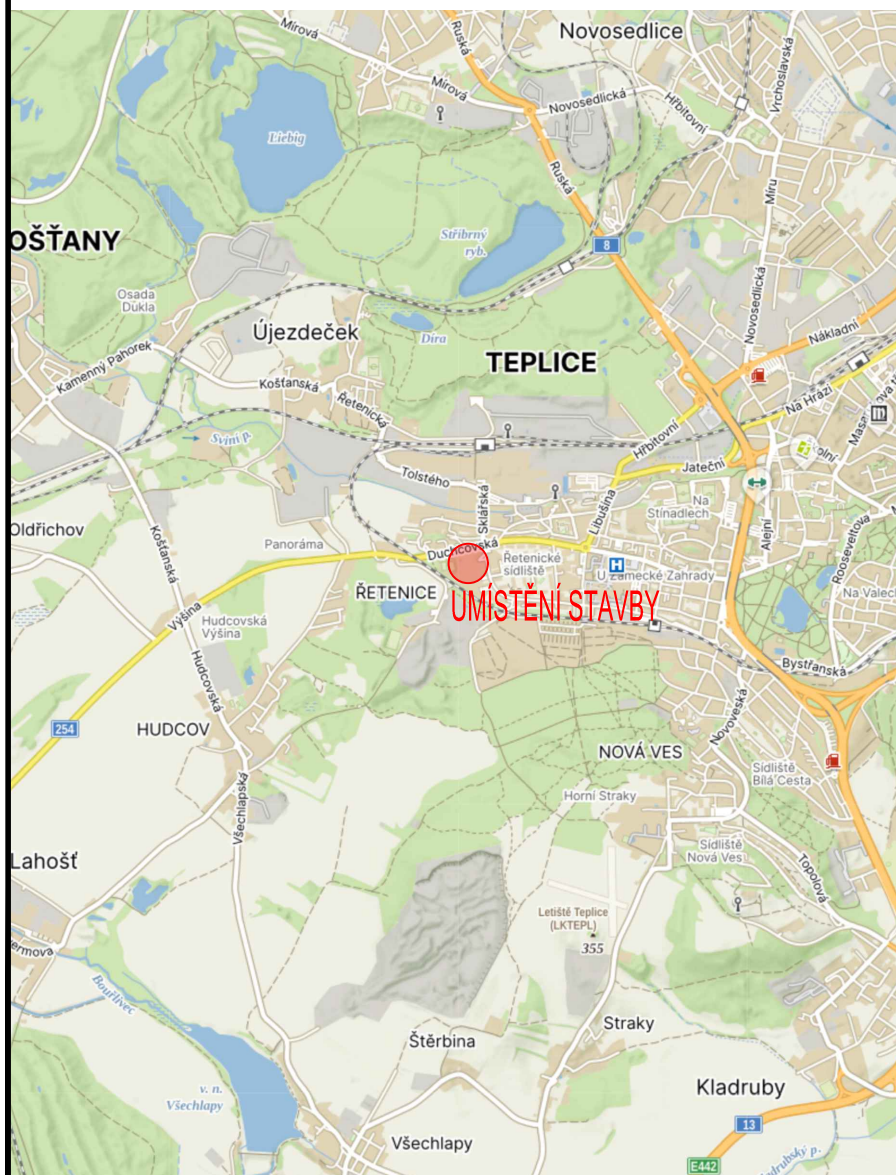 Mírová
Ruská
Novosedlice
Vrchoslavská
Mírová
Novosedlická
Hřbitovní
Liebig
Ruská
Míru
OŠŤANY
Stříbrný
ryb.
8
Osada
Dukla
Novosedlická
Újezdeček
Díra
Nákladní
Kamenný Pahorek
TEPLICE
Košťanská
Na Hrázi
Řetenická
Hřbitovní
Sviní p.
Jateční
Tolstého
Sklářská
Libušina
Na
Stínadlech
Alejní
Rooseveltova
Oldřichov
Košťanská
Panoráma
Duchcovská
Řetenické
sídliště
H
U Zámecké Zahrady
ŘETENICE
UMÍSTĚNÍ STAVBY
Na Valech
Výšina
Hudcovská
Výšina
Hudcovská
Bystřanská
254
HUDCOV
Novoveská
NOVÁ VES
Sídliště
Bílá Cesta
Všechlapská
Horní Straky
Lahošť
Sídliště
Nová Ves
Topolová
Letiště Teplice
(LKTEPL)
355
ermova
Bouřlivec
Straky
Štěrbina
Kladruby
v. n.
Všechlapy
13
Všechlapy
E442